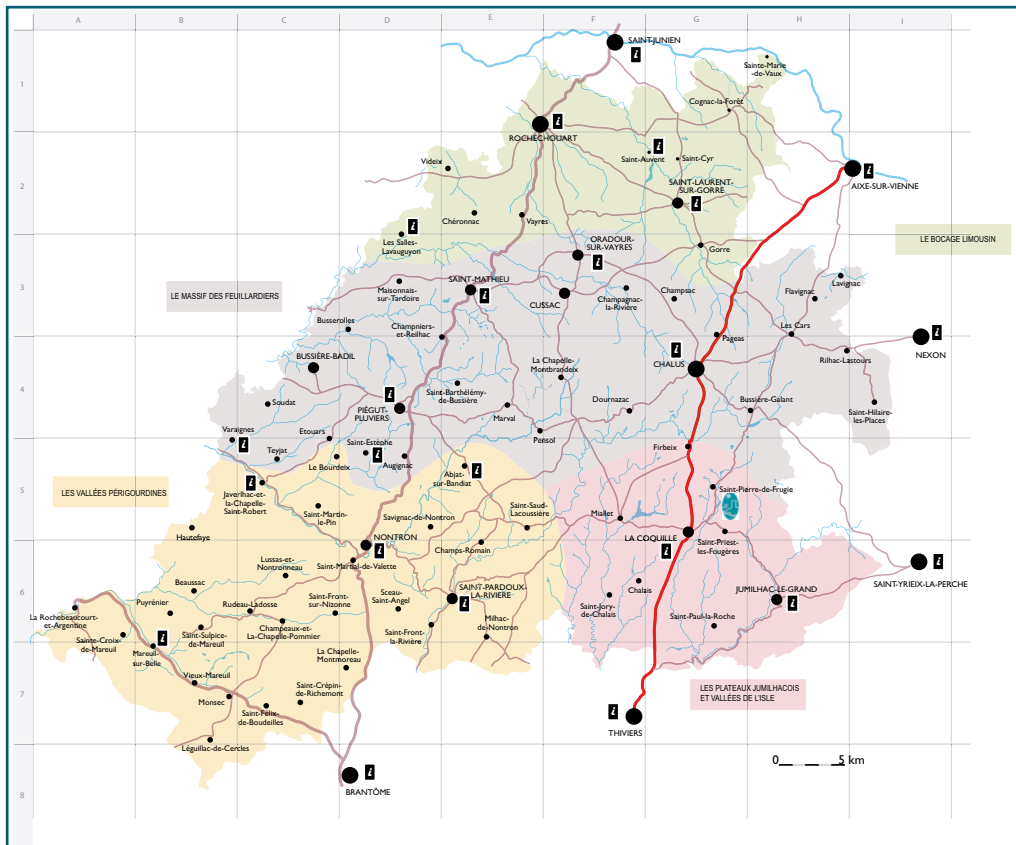 A B C D E F G H I
1
SAINT-JUNIEN
i
Sainte-Marie
-de-Vaux
Cognac-la-Forêt
ROCHECHOUART
i
2
Videix
Saint-Auvent
i
Saint-Cyr
AIXE-SUR-VIENNE
i
SAINT-LAURENT-
SUR-GORRE
i
Chéronnac
Vayres
Les Salles-
Lavauguyon
i
ORADOUR-
SUR-VAYRES
i
Gorre
LE BOCAGE LIMOUSIN
3
LE MASSIF DES FEUILLARDIERS
Maisonnais-
sur-Tardoire
SAINT-MATHIEU
i
CUSSAC
Champagnac-
la-Rivière
Champsac
Flavignac
Lavignac
Busserolles
Champniers-
et-Reilhac
Pageas
Les Cars
NEXON
i
4
BUSSIÈRE-BADIL
La Chapelle-
Montbrandeix
CHALUS
i
Rilhac-Lastours
Saint-Barthélémy-
de-Bussière
Soudat
PIÉGUT-
PLUVIERS
i
Marval
Dournazac
Bussière-Galant
Saint-Hilaire-
les-Places
Varaignes
i
Etouars
Pensol
Teyjat
Le Bourdeix
Saint-Estèphe
i
Augignac
Firbeix
5
LES VALLÉES PÉRIGOURDINES
Javerlhac-et-
la-Chapelle-
Saint-Robert
i
Abjat-
sur-Bandiat
i
Saint-Pierre-de-Frugie
Saint-Martin-
le-Pin
Savignac-de-Nontron
Saint-Saud-
Lacoussière
Miallet
Hautefaye
NONTRON
i
Champs-Romain
LA COQUILLE
i
Saint-Priest-
les-Fougères
Saint-Martial-de-Valette
SAINT-YRIEIX-LA-PERCHE
i
6
Lussas-et-
Nontronneau
Beaussac
Puyrénier
Rudeau-Ladosse
Saint-Front-
sur-Nizonne
Sceau-
Saint-Angel
SAINT-PARDOUX-
LA-RIVIERE
i
Saint-Jory-
de-Chalais
Chalais
JUMILHAC-LE-GRAND
i
La Rochebeaucourt-
et-Argentine
Sainte-Croix-
de-Mareuil
Saint-Sulpice-
de-Mareuil
Champeaux-et-
La-Chapelle-Pommier
Saint-Front-
la-Rivière
Milhac-
de-Nontron
Saint-Paul-la-Roche
Mareuil-
sur-Belle
i
7
La Chapelle-
Montmoreau
Vieux-Mareuil
Saint-Crépin-
de-Richemont
Monsec
Saint-Félix-
de-Boudeilles
LES PLATEAUX JUMILHACOIS
ET VALLÉES DE L'ISLE
THIVIERS
i
Léguillac-de-Cercles
8
BRANTÔME
i
0 5 km